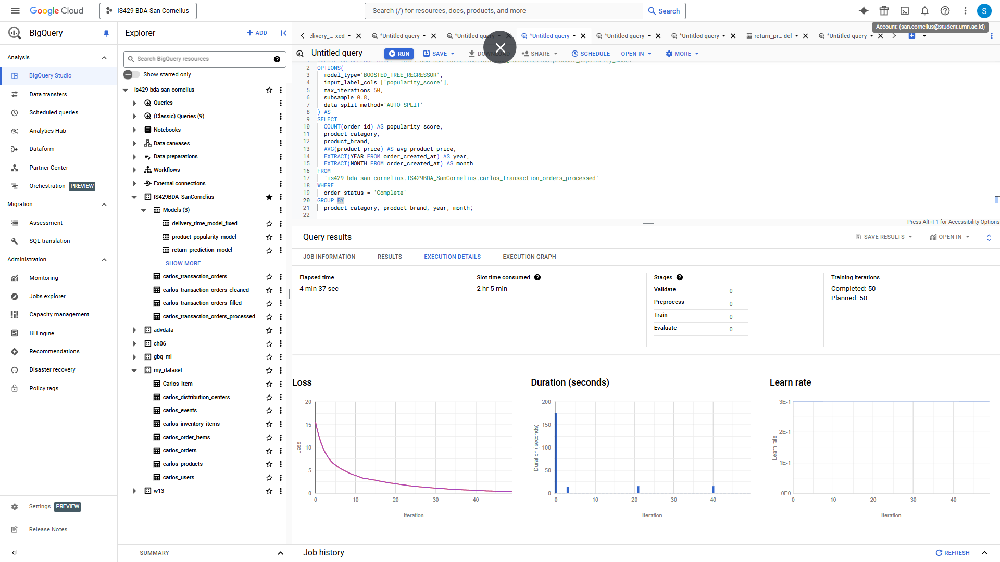 Google Cloud
IS429 BDA-San Cornelius
Search (/) for resources, docs, products, and more
Search
S
Account: (san.cornelius@student.umn.ac.id)
BigQuery
Analysis
BigQuery Studio
Data transfers
Scheduled queries
Analytics Hub
Dataform
Partner Center
Orchestration PREVIEW
Migration
Assessment
SQL translation
Administration
Monitoring
Jobs explorer
Capacity management
BI Engine
Recommendations
Disaster recovery
Policy tags
Settings PREVIEW
Release Notes
Explorer
+ ADD
Search BigQuery resources
Show starred only
is429-bda-san-cornelius
Queries
(Classic) Queries (9)
Notebooks
Data canvases
Data preparations
Workflows
External connections
IS429BDA_SanCornelius
Models (3)
delivery_time_model_fixed
product_popularity_model
return_prediction_model
SHOW MORE
carlos_transaction_orders
carlos_transaction_orders_cleaned
carlos_transaction_orders_filled
carlos_transaction_orders_processed
advdata
ch06
gbq_ml
my_dataset
Carlos_Item
carlos_distribution_centers
carlos_events
carlos_inventory_items
carlos_order_items
carlos_orders
carlos_products
carlos_users
w13
SUMMARY
elivery_... xed
*Untitled query
*Untitled query
*Untitled query
*Untitled query
*Untitled query
return_pr... del
*Untitled query
Untitled query
RUN
SAVE
DOWNLOAD
SHARE
SCHEDULE
OPEN IN
MORE
2 OPTIONS(
3 model_type='BOOSTED_TREE_REGRESSOR',
4 input_label_cols=['popularity_score'],
5 max_iterations=50,
6 subsample=0.8,
7 data_split_method='AUTO_SPLIT'
8 ) AS
9 SELECT
10 COUNT(order_id) AS popularity_score,
11 product_category,
12 product_brand,
13 AVG(product_price) AS avg_product_price,
14 EXTRACT(YEAR FROM order_created_at) AS year,
15 EXTRACT(MONTH FROM order_created_at) AS month
16 FROM
17 `is429-bda-san-cornelius.IS429BDA_SanCornelius.carlos_transaction_orders_processed`
18 WHERE
19 order_status = 'Complete'
20 GROUP BY
21 product_category, product_brand, year, month;
22
Press Alt+F1 for Accessibility Options
Query results
SAVE RESULTS
OPEN IN
JOB INFORMATION
RESULTS
EXECUTION DETAILS
EXECUTION GRAPH
Elapsed time
4 min 37 sec
Slot time consumed
2 hr 5 min
Stages
Validate 0
Preprocess 0
Train 0
Evaluate 0
Training iterations
Completed: 50
Planned: 50
Loss
20
15
10
5
0
Loss
0 10 20 30 40
Iteration
Duration (seconds)
200
150
100
50
0
Duration (seconds)
0 10 20 30 40
Iteration
Learn rate
3E-1
2E-1
1E-1
0E0
Learn rate
0 10 20 30 40
Iteration
Job history
REFRESH